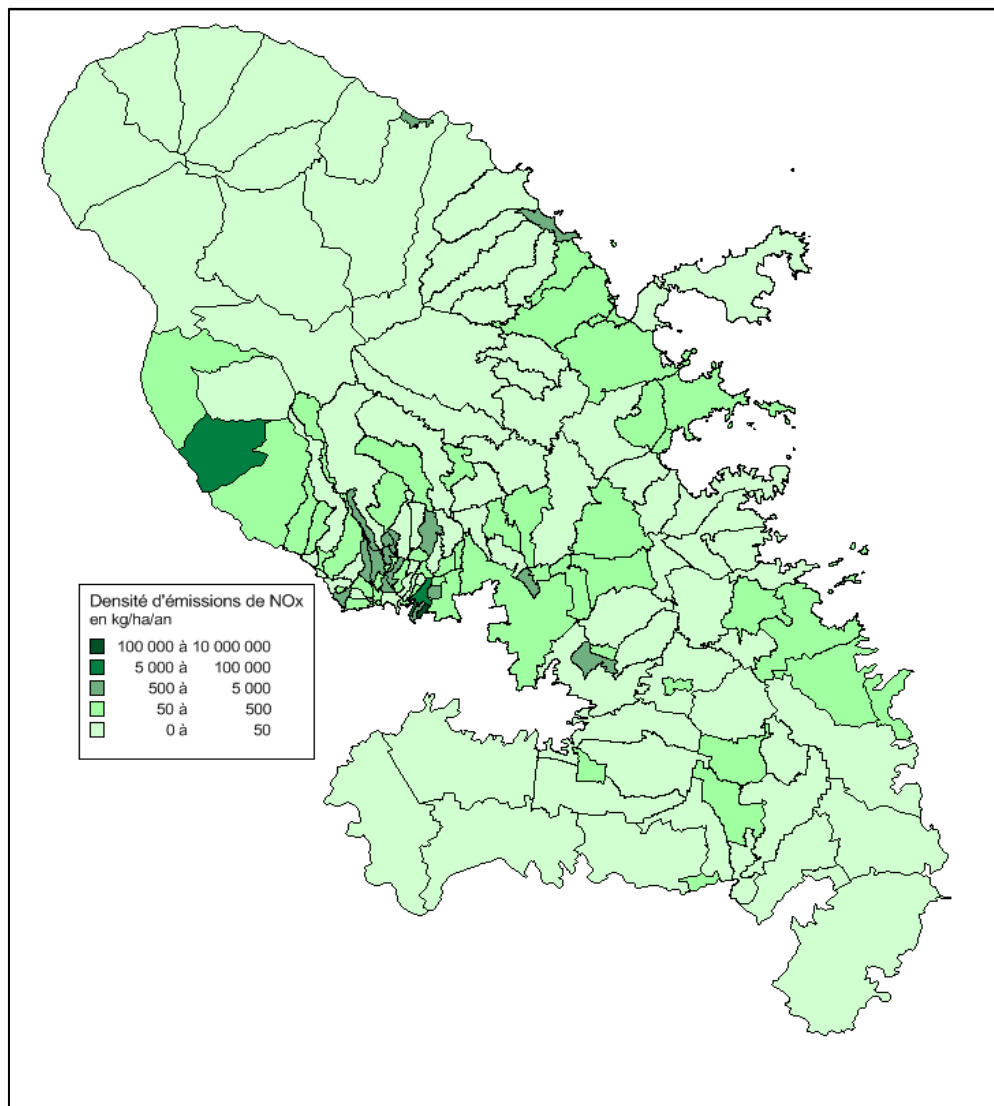 Densité d'émissions de NOx
en kg/ha/an
100 000 à 10 000 000
5 000 à 100 000
500 à 5 000
50 à 500
0 à 50